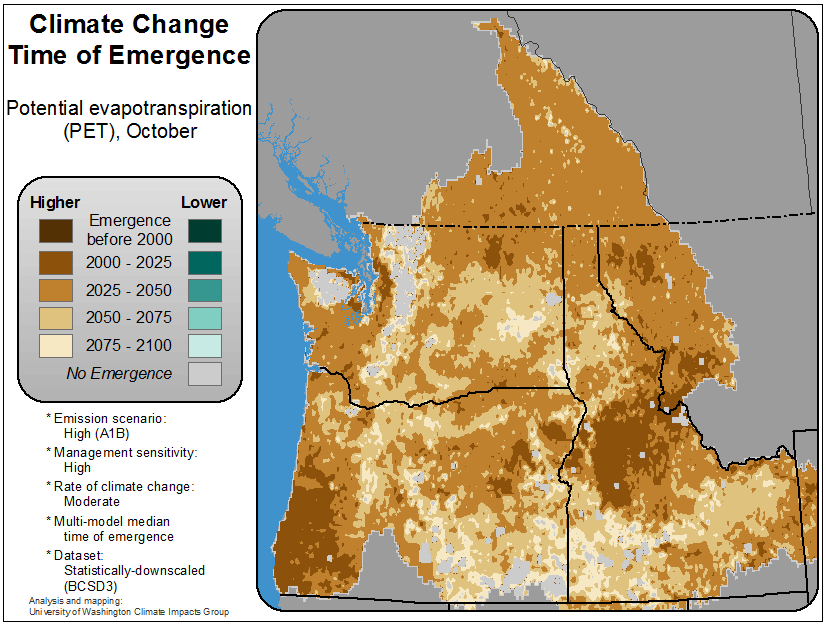 Climate Change
Time of Emergence
Potential evapotranspiration
(PET), October
Higher
Lower
Emergence
before 2000
2000 - 2025
2025 - 2050
2050 - 2075
2075 - 2100
No Emergence
* Emission scenario:
High (A1B)
* Management sensitivity:
High
* Rate of climate change:
Moderate
* Multi-model median
time of emergence
* Dataset:
Statistically-downscaled
(BCSD3)
Analysis and mapping:
University of Washington Climate Impacts Group